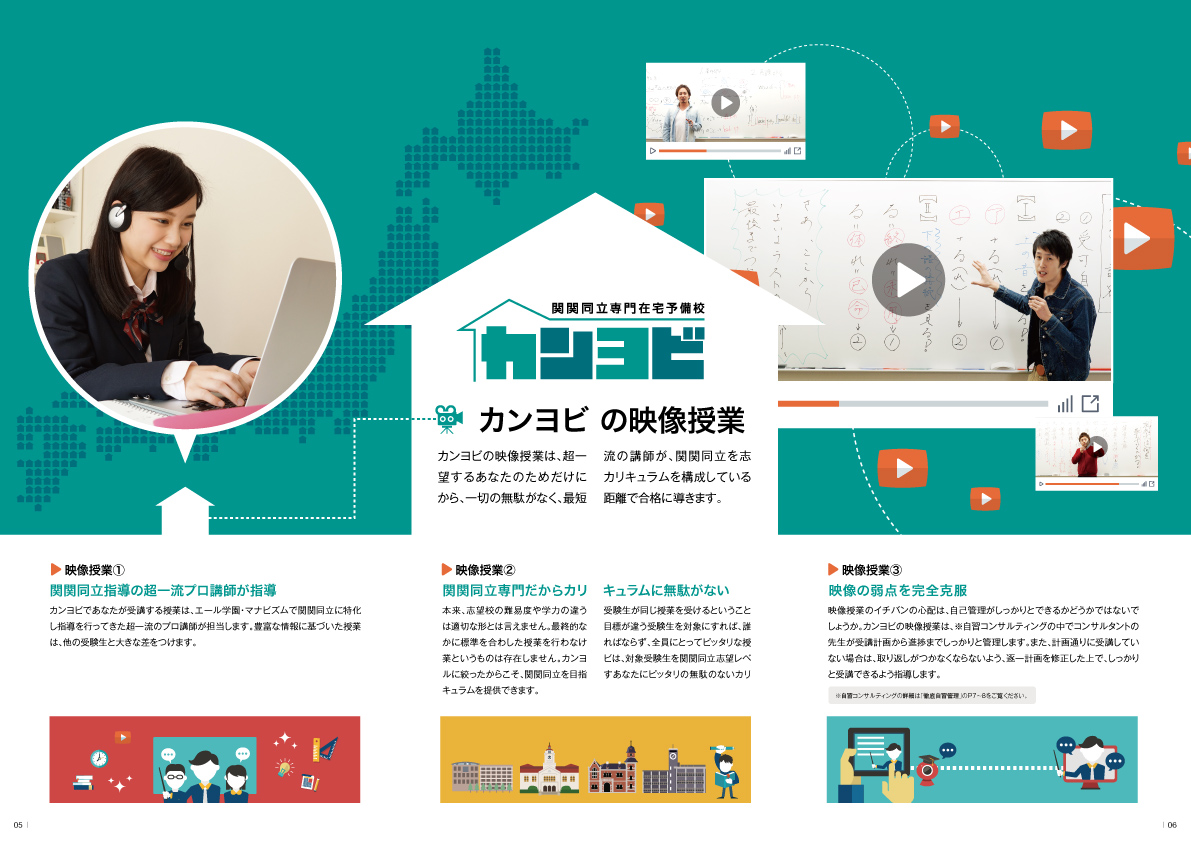 関関同立専門在宅予備校
カンヨビ
カンヨビ の映像授業
カンヨビの映像授業は、超一流の講師が、関関同立を志
望するあなたのためだけにカリキュラムを構成している
から、一切の無駄がなく、最短距離で合格に導きます。
映像授業①
関関同立指導の超一流プロ講師が指導
カンヨビであなたが受講する授業は、エール学園・マナビズムで関関同立に特化
し指導を行ってきた超一流のプロ講師が担当します。豊富な情報に基づいた授業
は、他の受験生と大きな差をつけます。
映像授業②
関関同立専門だからカリキュラムに無駄がない
本来、志望校の難易度や学力の違う受験生が同じ授業を受けるということ
は適切な形とは言えません。最終的な目標が違う受験生を対象にすれば、誰
かに標準を合わした授業を行わなければならず、全員にとってピッタリな授
業というものは存在しません。カンヨビは、対象受験生を関関同立志望レベ
ルに絞ったからこそ、関関同立を目指すあなたにピッタリの無駄のないカリ
キュラムを提供できます。
映像授業③
映像の弱点を完全克服
映像授業のイチバンの心配は、自己管理がしっかりとできるかどうかではないで
しょうか。カンヨビの映像授業は、※自習コンサルティングの中でコンサルタントの
先生が受講計画から進捗までしっかりと管理します。また、計画通りに受講してい
ない場合は、取り返しがつかなくならないよう、逐一計画を修正した上で、しっかり
と受講できるよう指導します。
※自習コンサルティングの詳細は「徹底自習管理」のP7〜8をご覧ください。
05
06